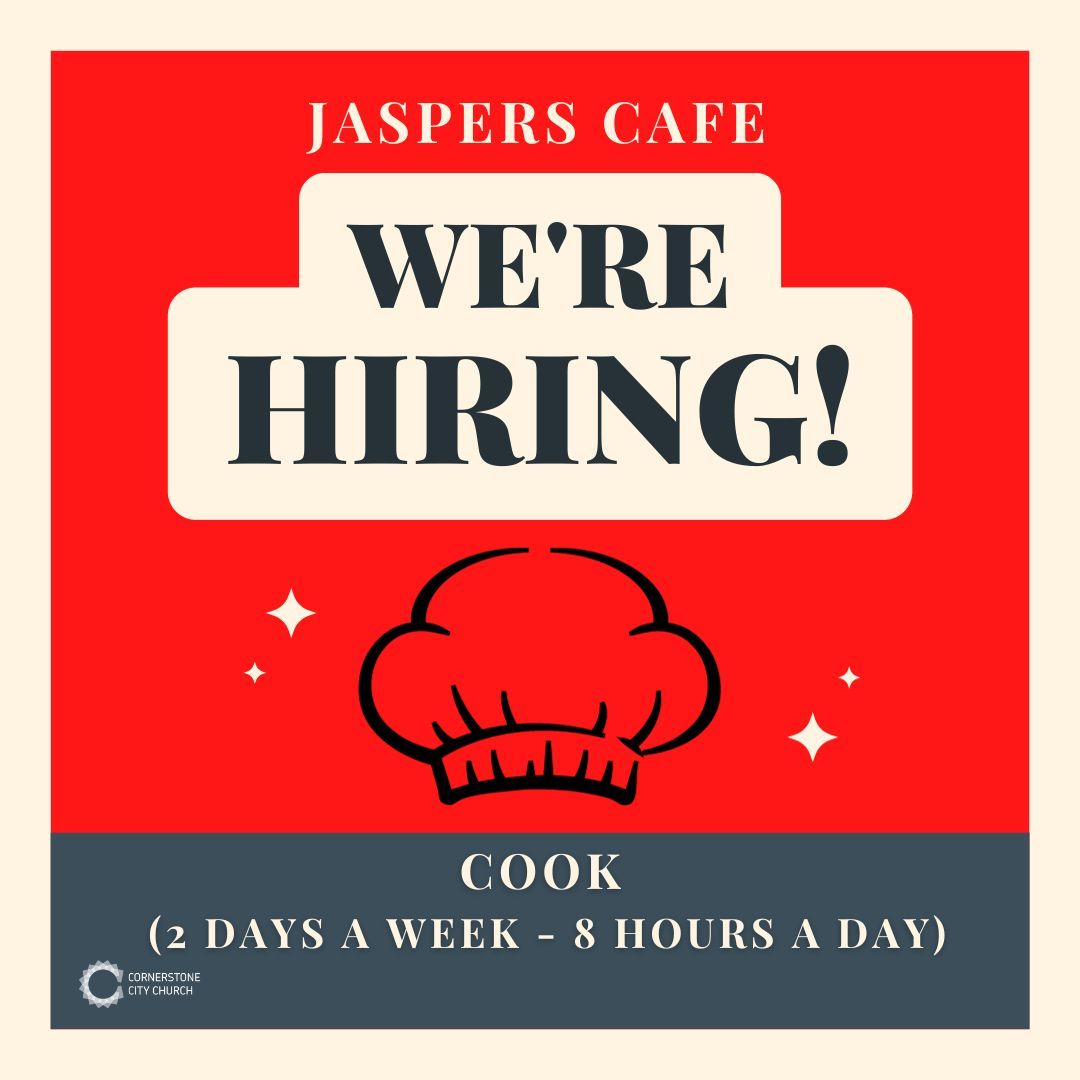 JASPERS CAFE
WE'RE
HIRING!
COOK
(2 DAYS A WEEK - 8 HOURS A DAY)
CORNERSTONE
CITY CHURCH